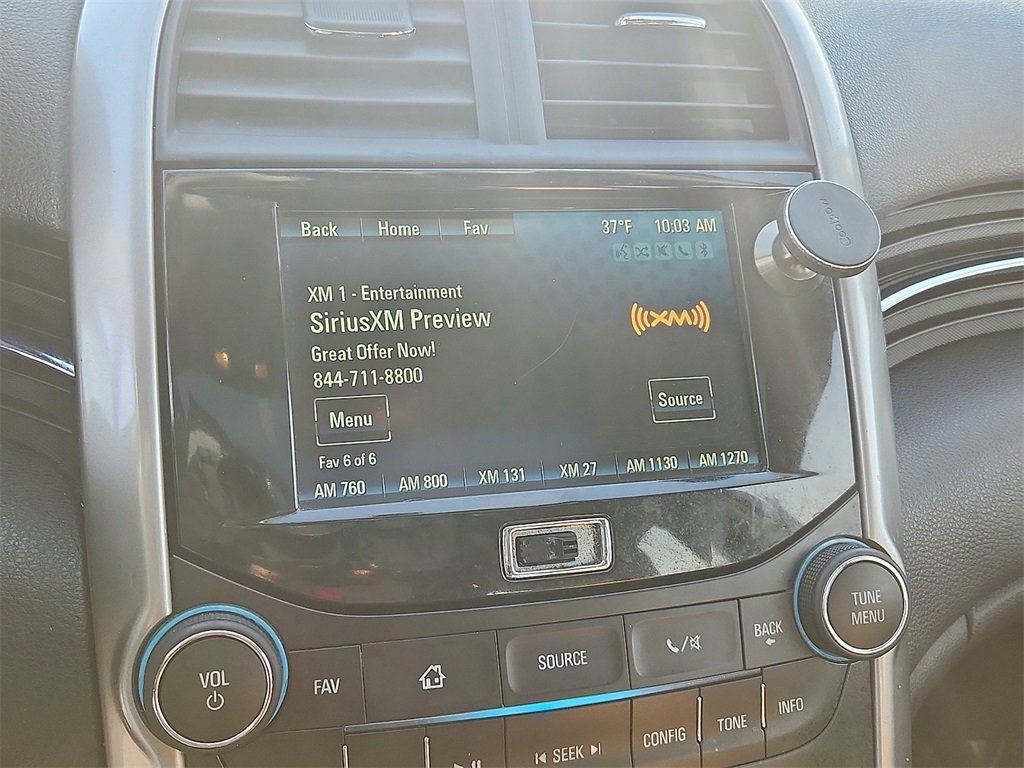 Back Home Fav 37°F 10:03 AM
XM 1 - Entertainment
SiriusXM Preview
((XM))
Great Offer Now!
844-711-8800
Menu
Source
Fav 6 of 6
AM 760 AM 800 XM 131 XM 27 AM 1130 AM 1270
Coolpow
VOL
FAV
SOURCE
BACK
TUNE
MENU
SEEK
CONFIG
TONE
INFO